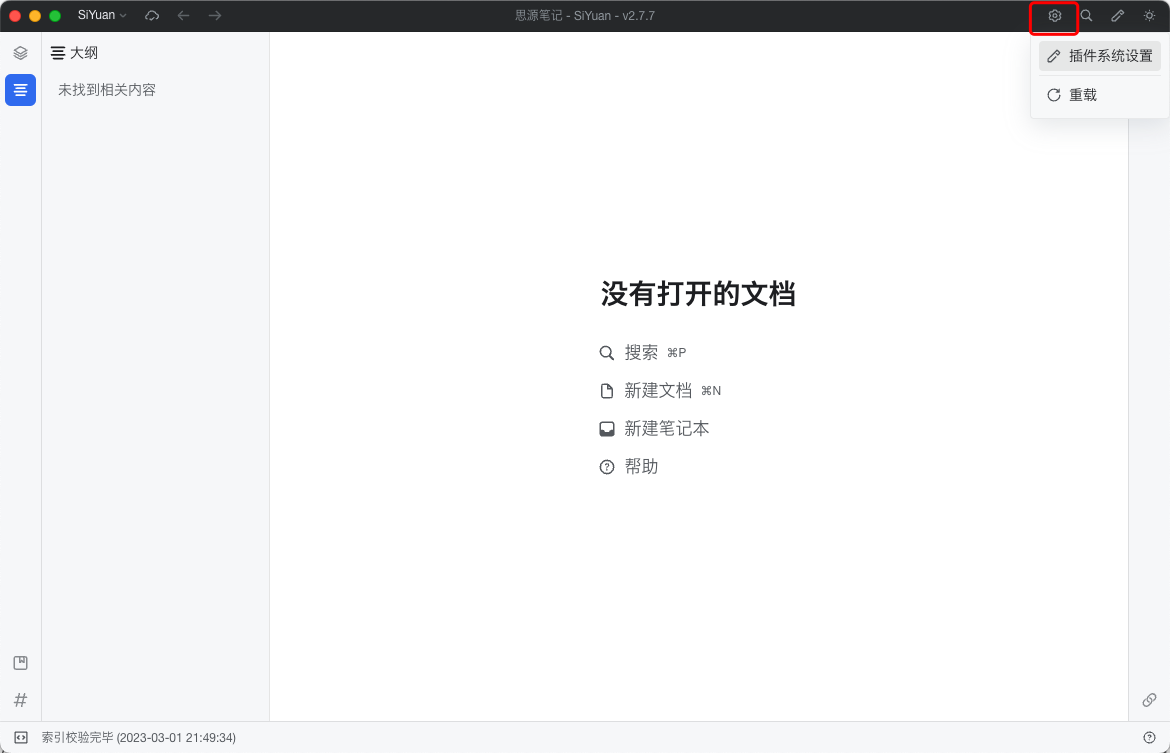 SiYuan
思源笔记 - SiYuan - v2.7.7
插件系统设置
重载
大纲
未找到相关内容
没有打开的文档
搜索 ⌘P
新建文档 ⌘N
新建笔记本
帮助
索引校验完毕 (2023-03-01 21:49:34)